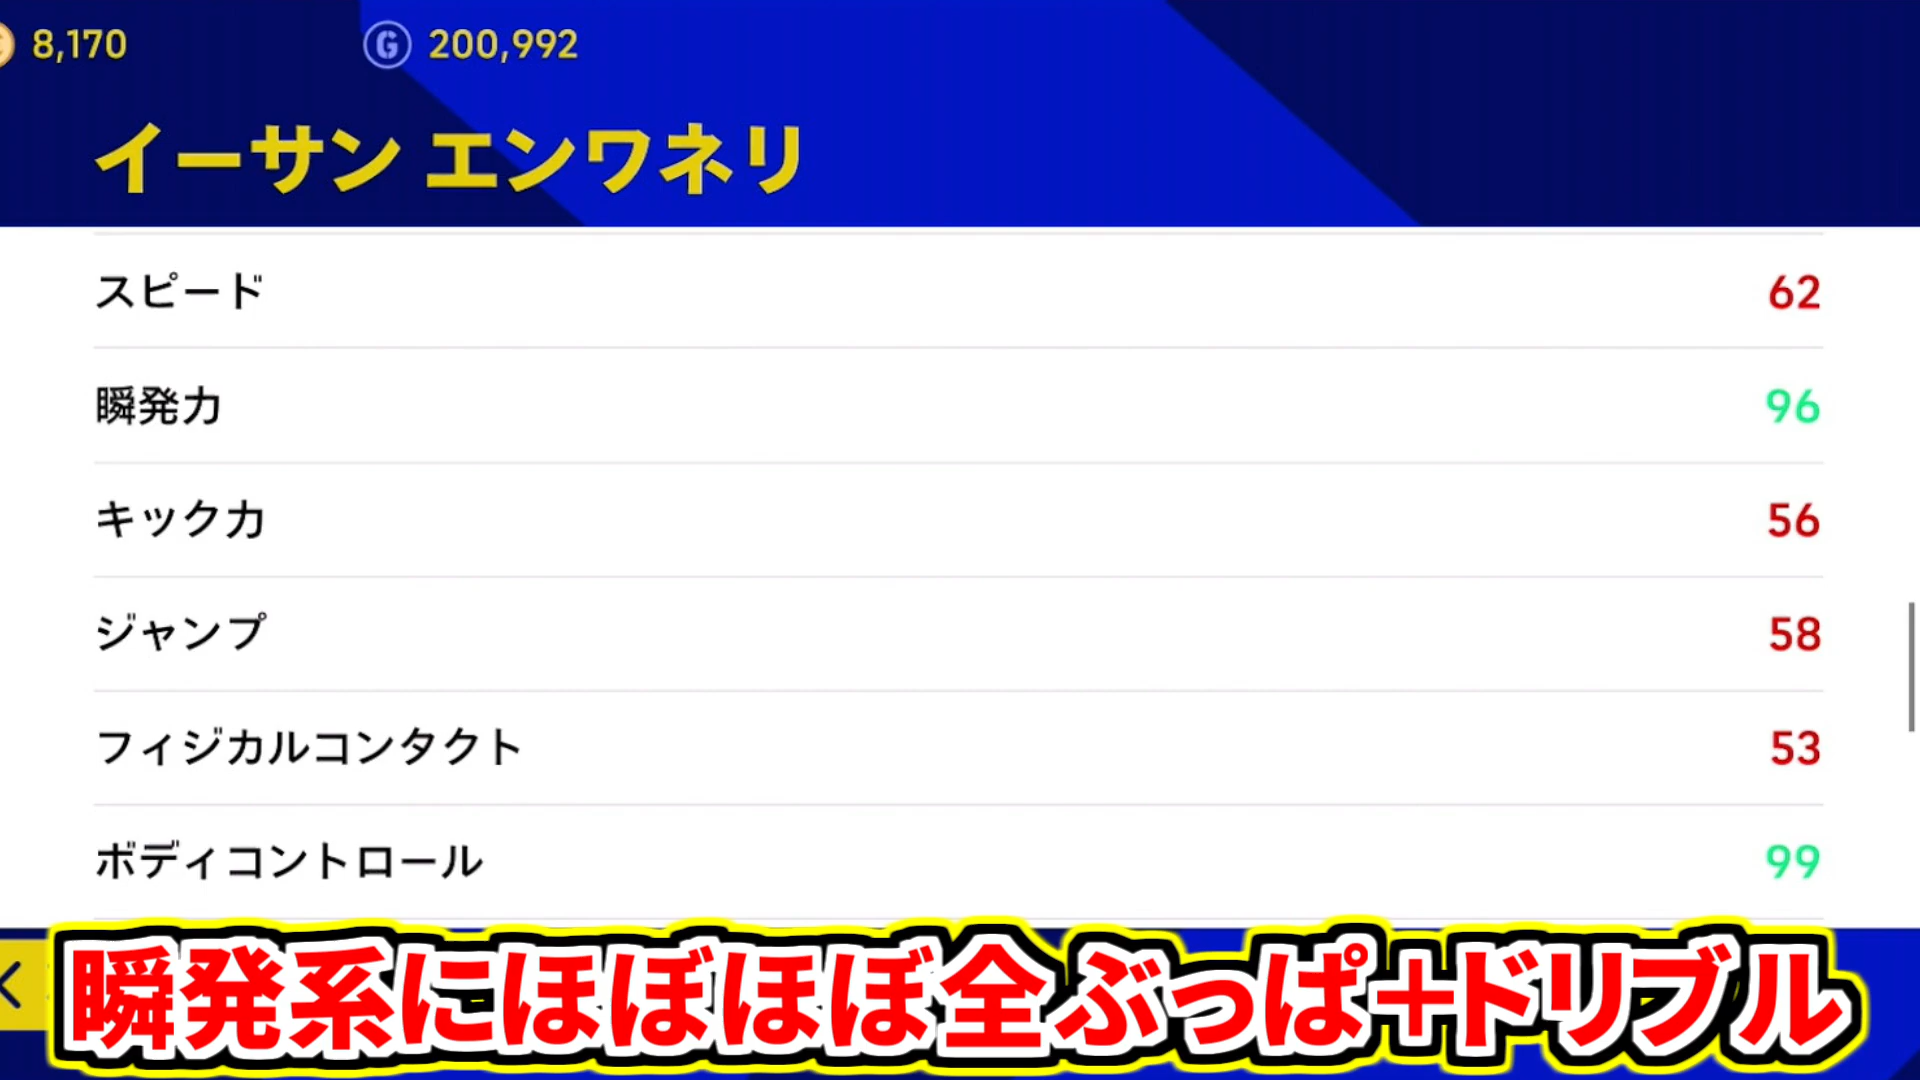 8,170
G 200,992
イーサン エンワネリ
スピード 62
瞬発力 96
キック力 56
ジャンプ 58
フィジカルコンタクト 53
ボディコントロール 99
瞬発系にほぼほぼ全ぶっぱ+ドリブル